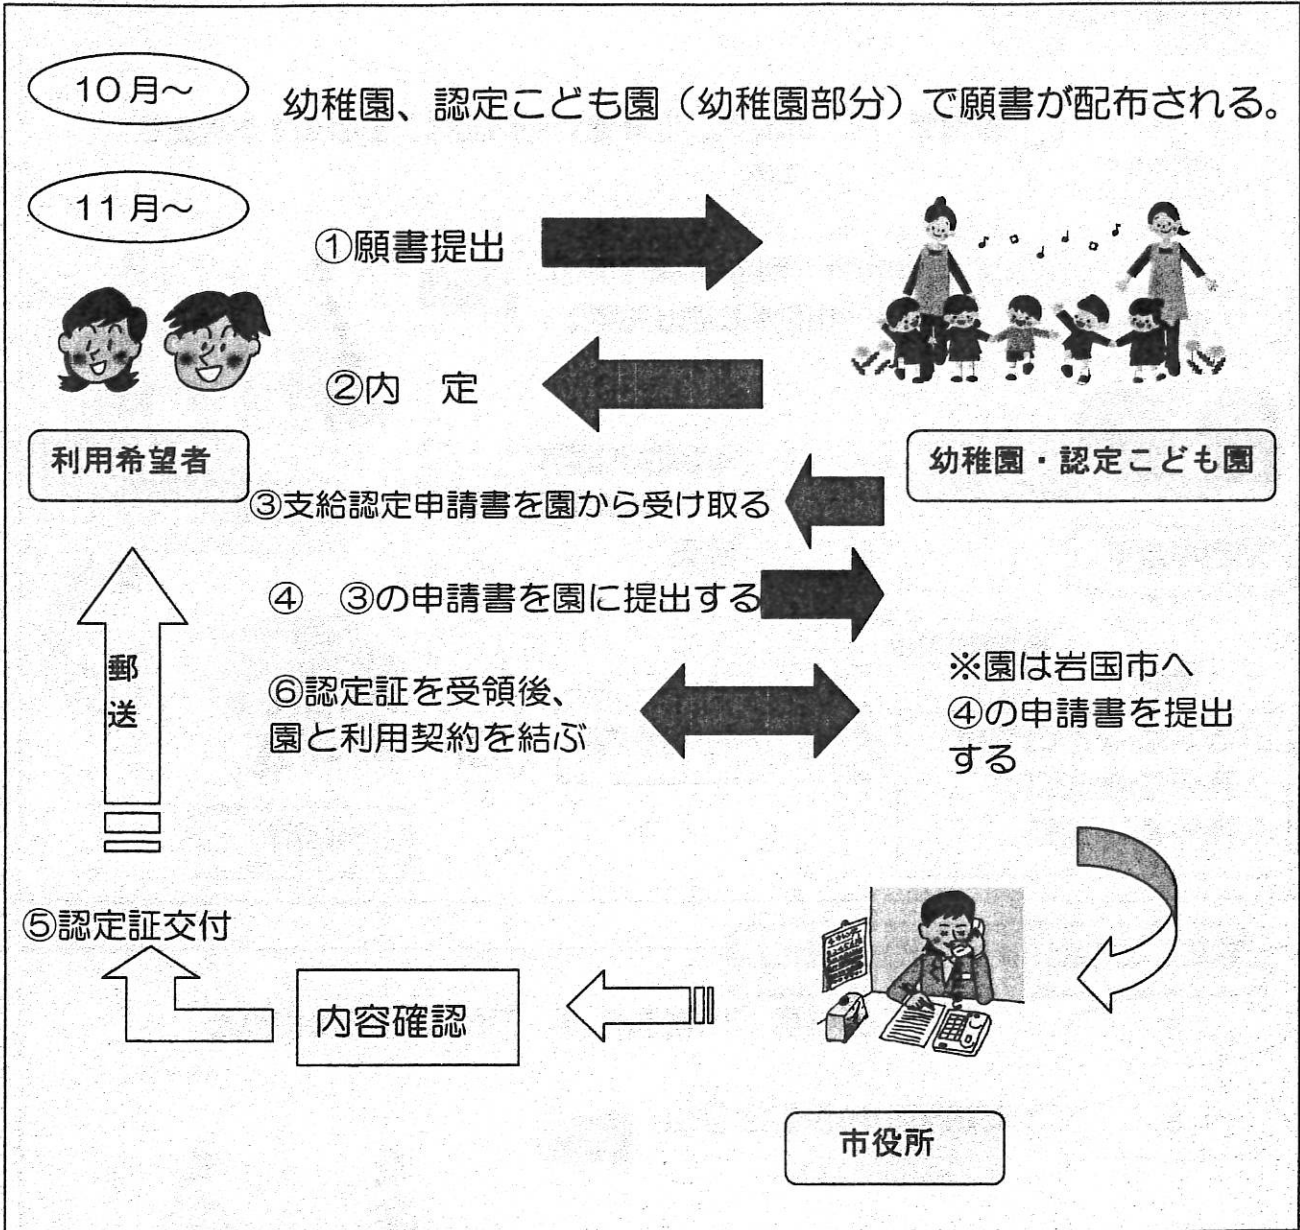 10月～
幼稚園、認定こども園（幼稚園部分）で願書が配布される。
11月～
①願書提出
②内　定
利用希望者
幼稚園・認定こども園
③支給認定申請書を園から受け取る
④　③の申請書を園に提出する
郵
送
⑥認定証を受領後、
園と利用契約を結ぶ
※園は岩国市へ
④の申請書を提出
する
⑤認定証交付
内容確認
市役所